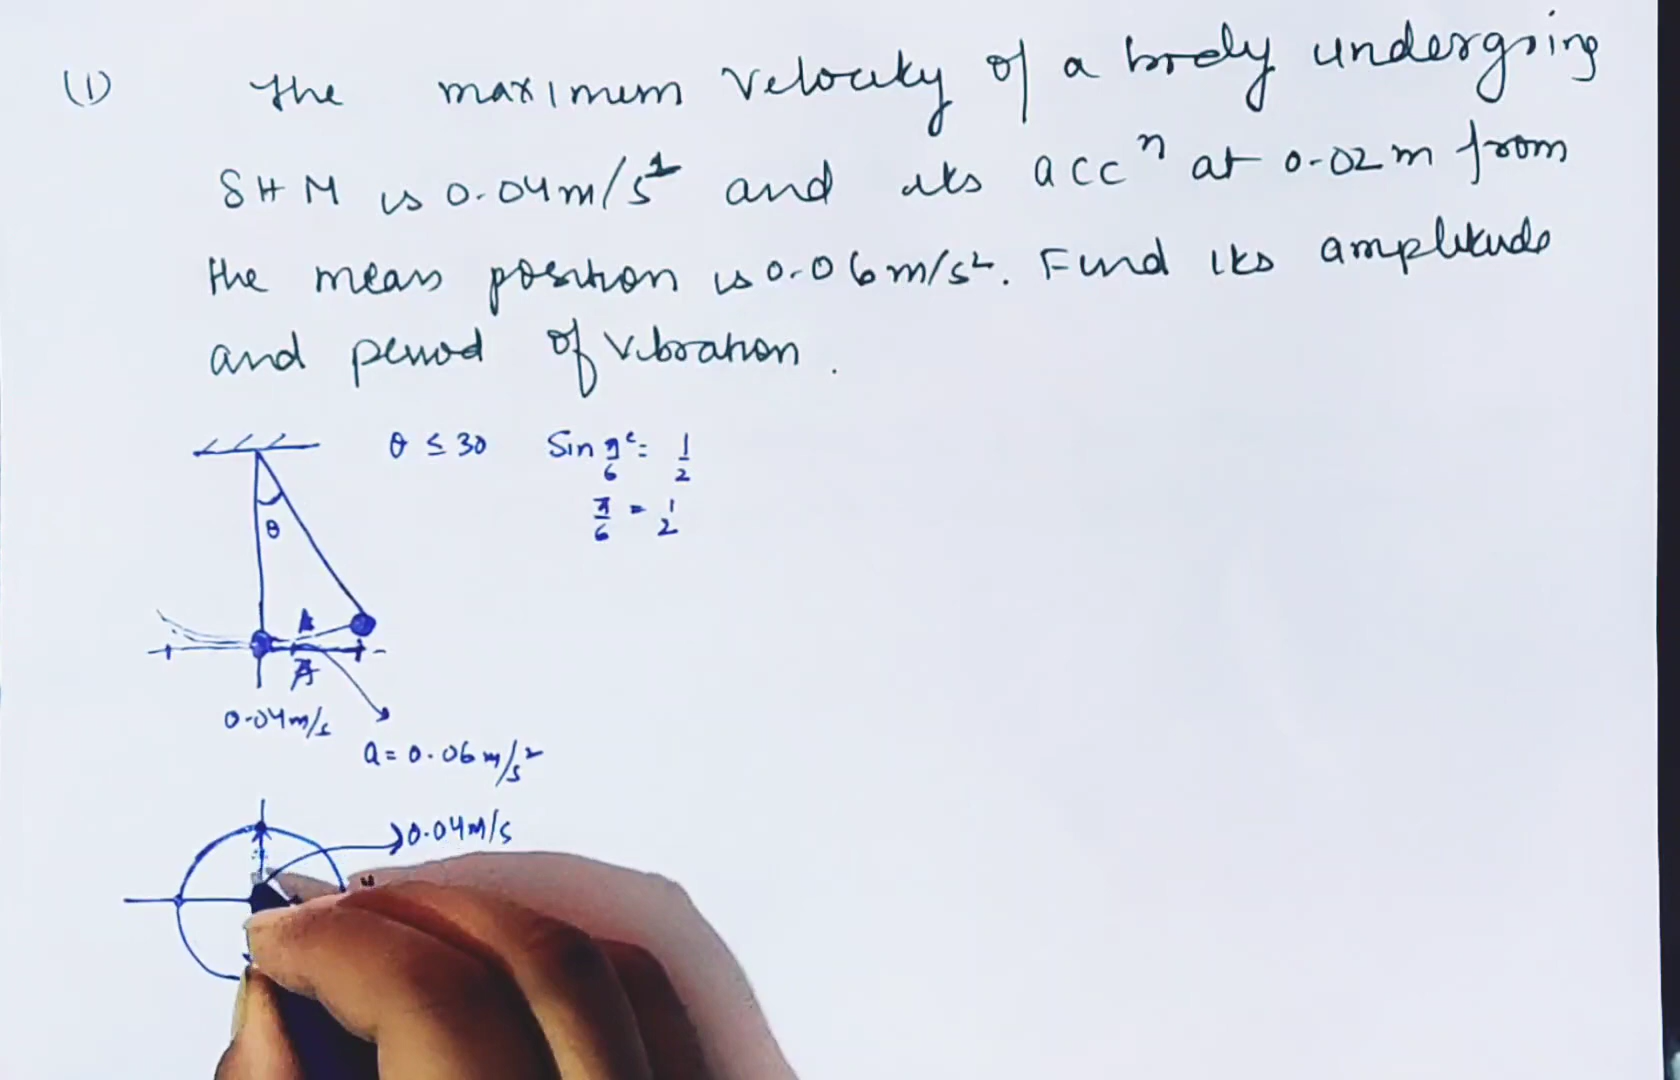 (1) The maximum velocity of a body undergoing
SHM is 0.04m/s and its accⁿ at 0.02m from
the mean position is 0.06m/s². Find its amplitude
and period of vibration.
θ ≤ 30 Sin π/6ᶜ = 1/2
π/6 = 1/2
θ
A
A
0.04m/s
a = 0.06m/s²
0.04m/s